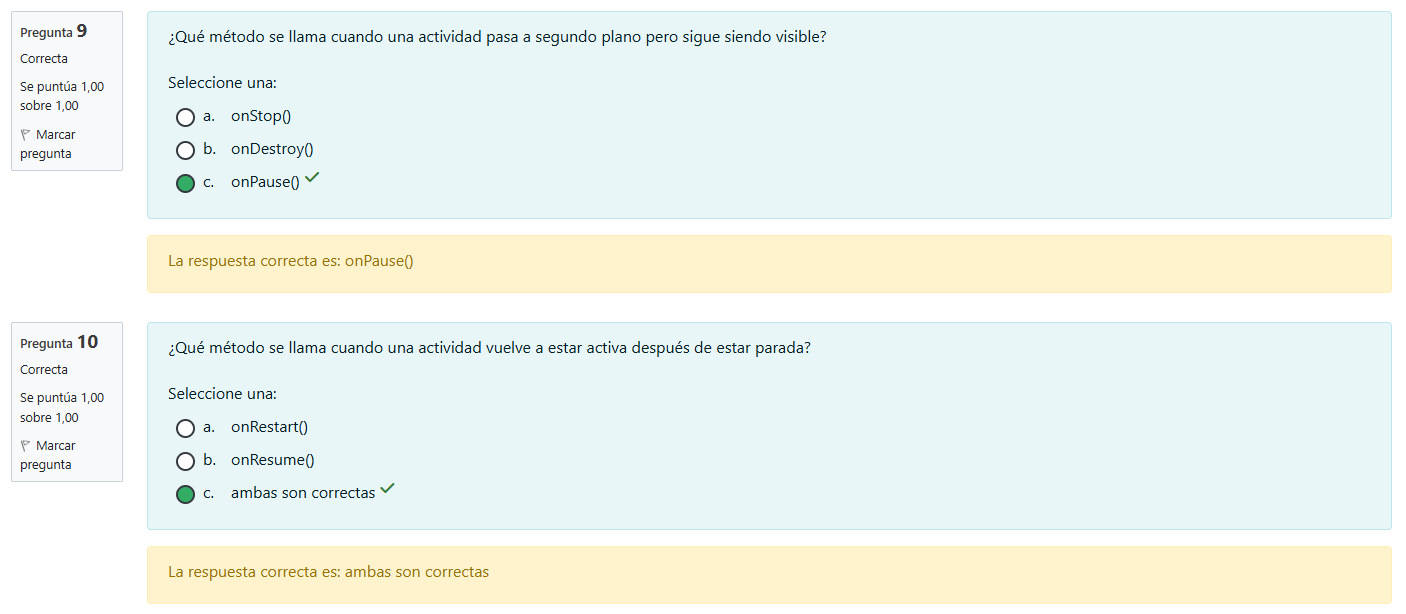 Pregunta 9
Correcta
Se puntúa 1,00
sobre 1,00
Marcar
pregunta
¿Qué método se llama cuando una actividad pasa a segundo plano pero sigue siendo visible?
Seleccione una:
a. onStop()
b. onDestroy()
c. onPause()
La respuesta correcta es: onPause()
Pregunta 10
Correcta
Se puntúa 1,00
sobre 1,00
Marcar
pregunta
¿Qué método se llama cuando una actividad vuelve a estar activa después de estar parada?
Seleccione una:
a. onRestart()
b. onResume()
c. ambas son correctas
La respuesta correcta es: ambas son correctas